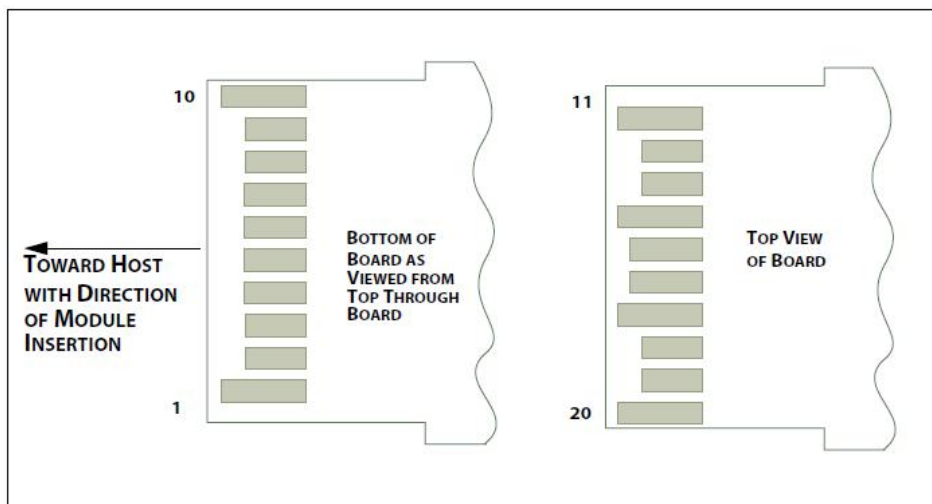 10
1
TOWARD HOST
WITH DIRECTION
OF MODULE
INSERTION
BOTTOM OF
BOARD AS
VIEWED FROM
TOP THROUGH
BOARD
11
20
TOP VIEW
OF BOARD